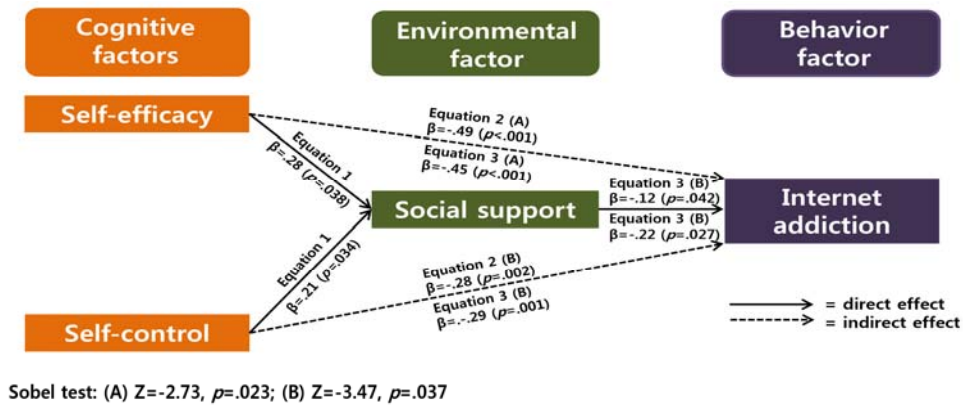 Cognitive
factors
Environmental
factor
Behavior
factor
Self-efficacy
Equation 2 (A)
β=-.49 (p<.001)
Equation 3 (A)
β=-.45 (p<.001)
Equation 1
β=.28 (p=.038)
Social support
Equation 3 (B)
β=-.12 (p=.042)
Equation 3 (B)
β=-.22 (p=.027)
Internet
addiction
Equation 1
β=.21 (p=.034)
Equation 2 (B)
β=-.28 (p=.002)
Equation 3 (B)
β=.-.29 (p=.001)
Self-control
= direct effect
= indirect effect
Sobel test: (A) Z=-2.73, p=.023; (B) Z=-3.47, p=.037